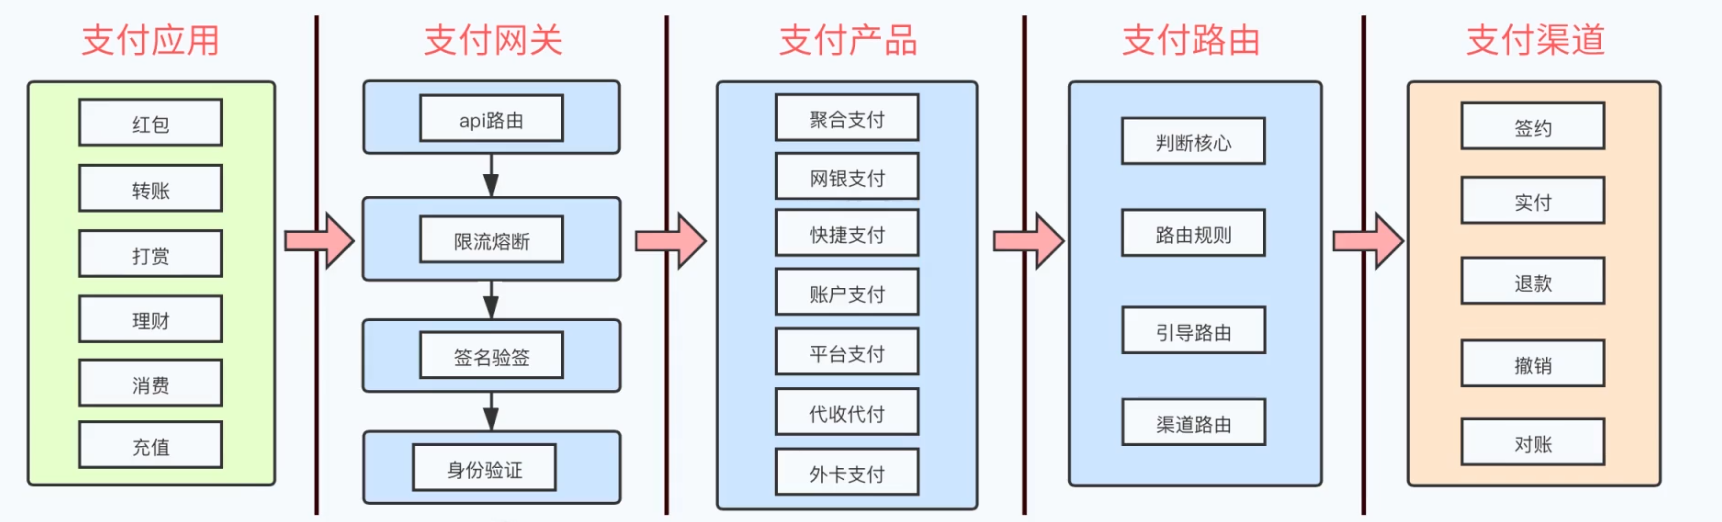 支付应用
红包
转账
打赏
理财
消费
充值
支付网关
api路由
限流熔断
签名验签
身份验证
支付产品
聚合支付
网银支付
快捷支付
账户支付
平台支付
代收代付
外卡支付
支付路由
判断核心
路由规则
引导路由
渠道路由
支付渠道
签约
实付
退款
撤销
对账